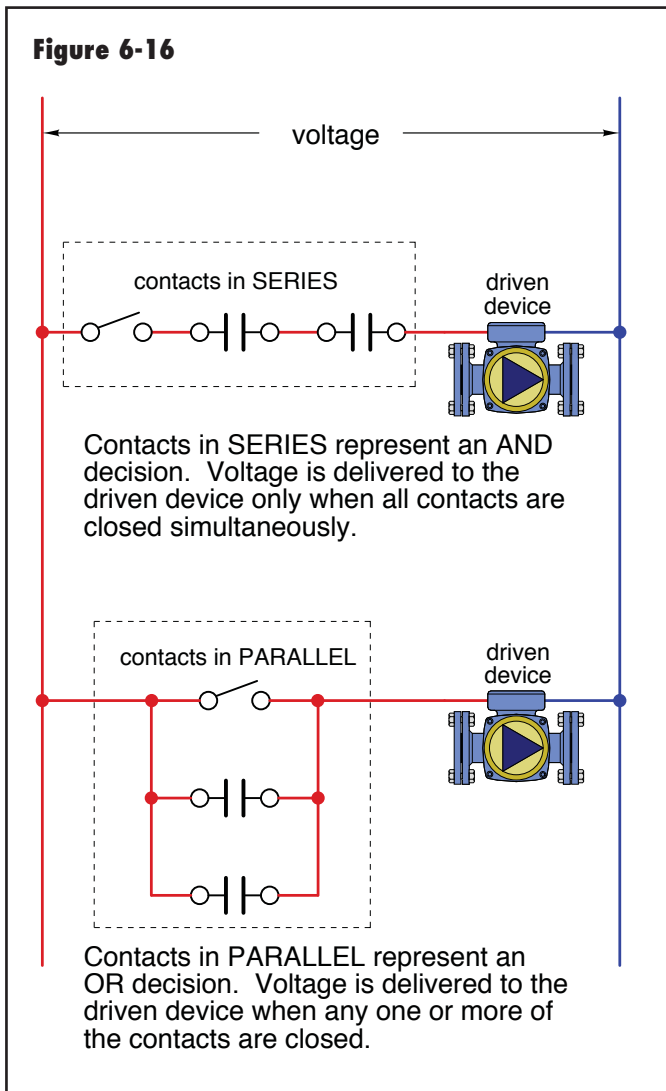 Figure 6-16
voltage
contacts in SERIES
driven
device
Contacts in SERIES represent an AND
decision. Voltage is delivered to the
driven device only when all contacts are
closed simultaneously.
contacts in PARALLEL
driven
device
Contacts in PARALLEL represent an
OR decision. Voltage is delivered to the
driven device when any one or more of
the contacts are closed.